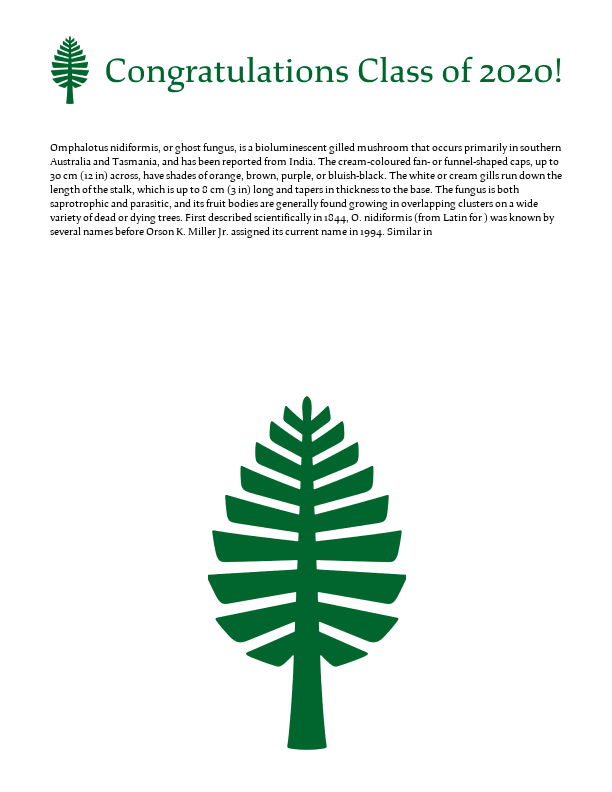 Congratulations Class of 2020!
Omphalotus nidiformis, or ghost fungus, is a bioluminescent gilled mushroom that occurs primarily in southern
Australia and Tasmania, and has been reported from India. The cream-coloured fan- or funnel-shaped caps, up to
30 cm (12 in) across, have shades of orange, brown, purple, or bluish-black. The white or cream gills run down the
length of the stalk, which is up to 8 cm (3 in) long and tapers in thickness to the base. The fungus is both
saprotrophic and parasitic, and its fruit bodies are generally found growing in overlapping clusters on a wide
variety of dead or dying trees. First described scientifically in 1844, O. nidiformis (from Latin for ) was known by
several names before Orson K. Miller Jr. assigned its current name in 1994. Similar in